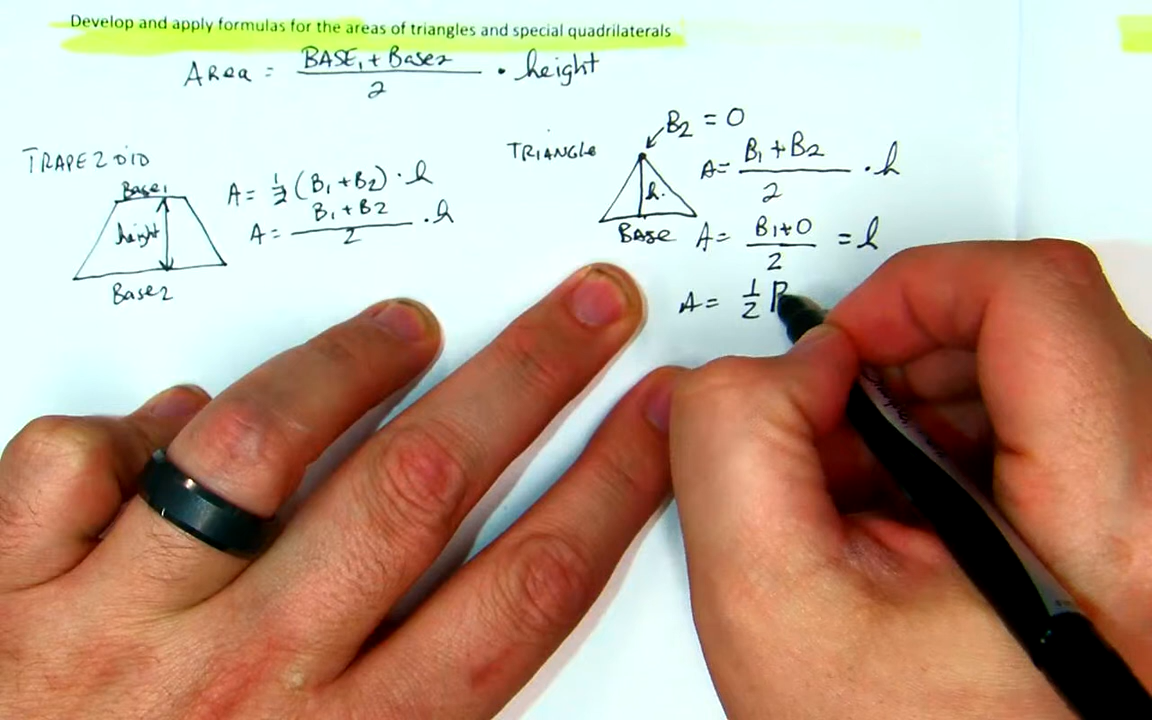 Develop and apply formulas for the areas of triangles and special quadrilaterals
AREA = BASE1 + Base2 / 2 • height
TRAPEZOID
Base1
height
Base2
A = 1/2 (B1 + B2) · h
A = B1 + B2 / 2 · h
TRIANGLE
B2 = 0
h
BASE
A = B1 + B2 / 2 · h
A = B1 + 0 / 2 = h
A = 1/2